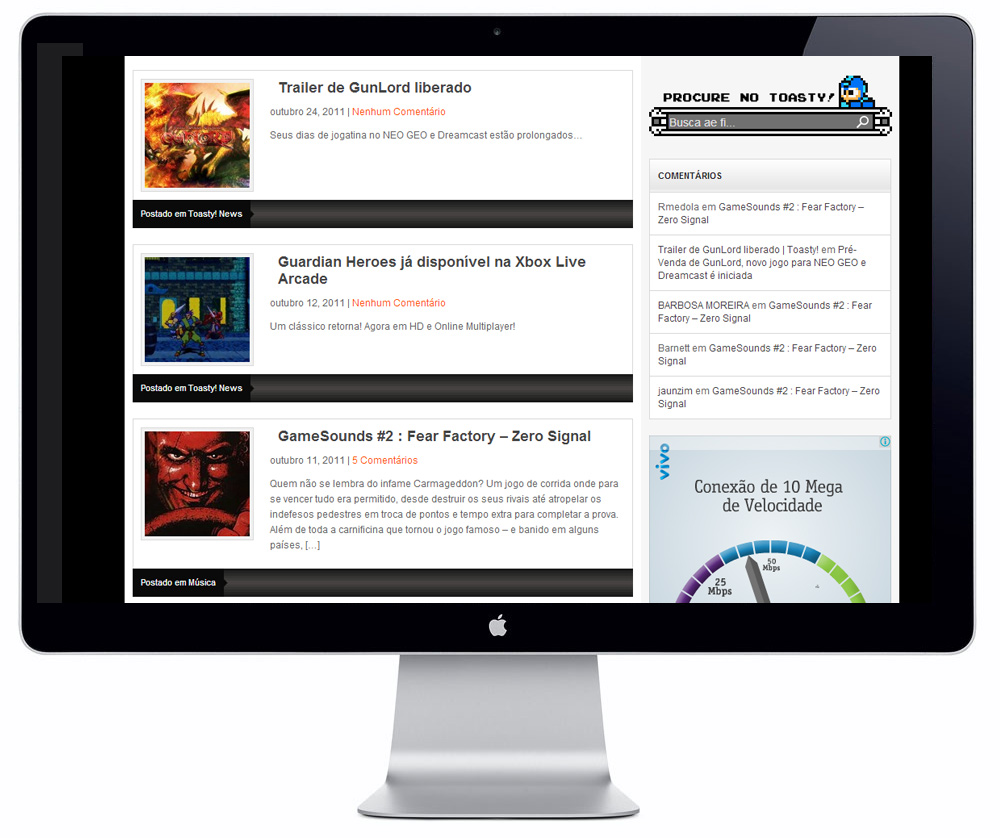 Trailer de GunLord liberado
outubro 24, 2011 | Nenhum Comentário
Seus dias de jogatina no NEO GEO e Dreamcast estão prolongados...
Postado em Toasty! News
Guardian Heroes já disponível na Xbox Live
Arcade
outubro 12, 2011 | Nenhum Comentário
Um clássico retorna! Agora em HD e Online Multiplayer!
Postado em Toasty! News
GameSounds #2 : Fear Factory – Zero Signal
outubro 11, 2011 | 5 Comentários
Quem não se lembra do infame Carmageddon? Um jogo de corrida onde para
se vencer tudo era permitido, desde destruir os seus rivais até atropelar os
indefesos pedestres em troca de pontos e tempo extra para completar a prova.
Além de toda a carnificina que tornou o jogo famoso – e banido em alguns
países, [...]
Postado em Música
PROCURE NO TOASTY!
Busca ae fi...
COMENTÁRIOS
Rmedola em GameSounds #2 : Fear Factory –
Zero Signal
Trailer de GunLord liberado | Toasty! em Pré-
Venda de GunLord, novo jogo para NEO GEO e
Dreamcast é iniciada
BARBOSA MOREIRA em GameSounds #2 : Fear
Factory – Zero Signal
Barnett em GameSounds #2 : Fear Factory – Zero
Signal
jaunzim em GameSounds #2 : Fear Factory – Zero
Signal
vivo
Conexão de 10 Mega
de Velocidade
50
Mbps
25
Mbps